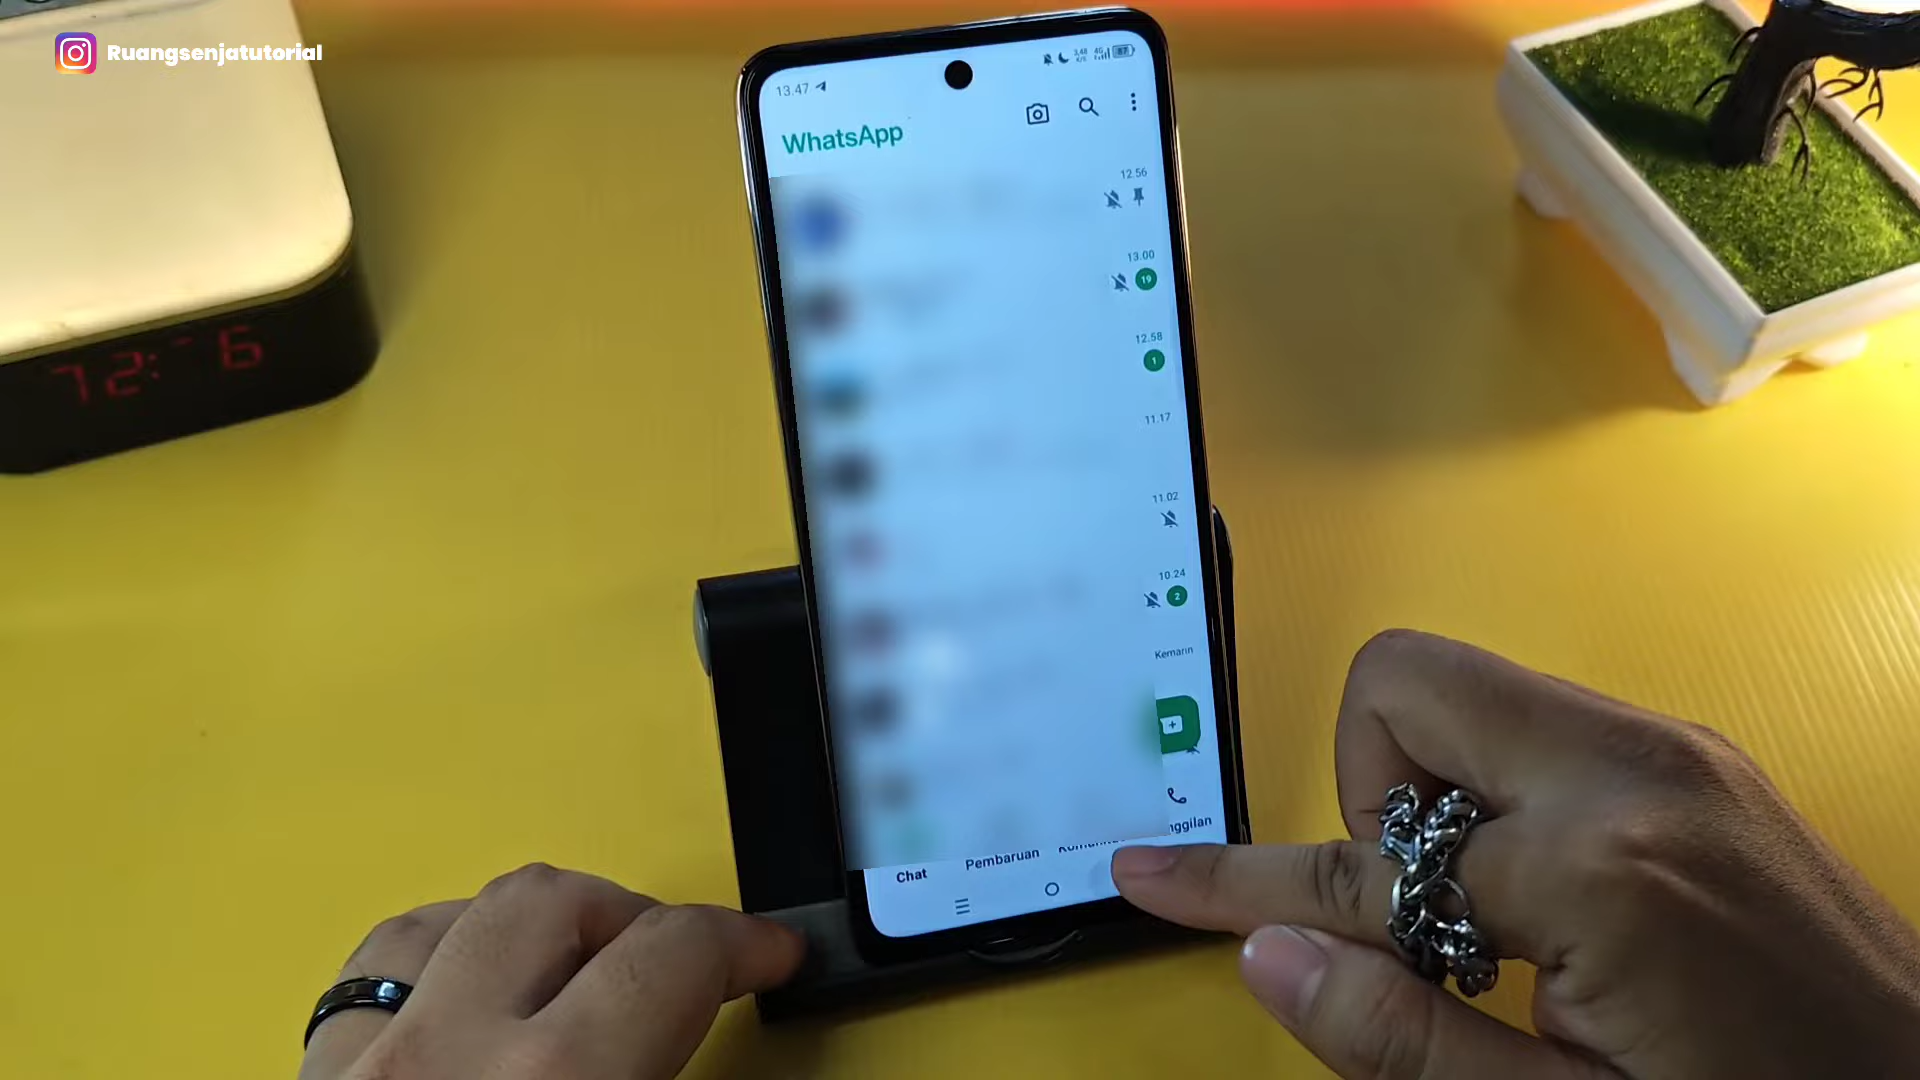 Ruangsenjatutorial
13.47
87
WhatsApp
12.56
13.00
19
12.58
1
11.17
11.02
10.24
2
Kemarin
Chat
Pembaruan
nggilan